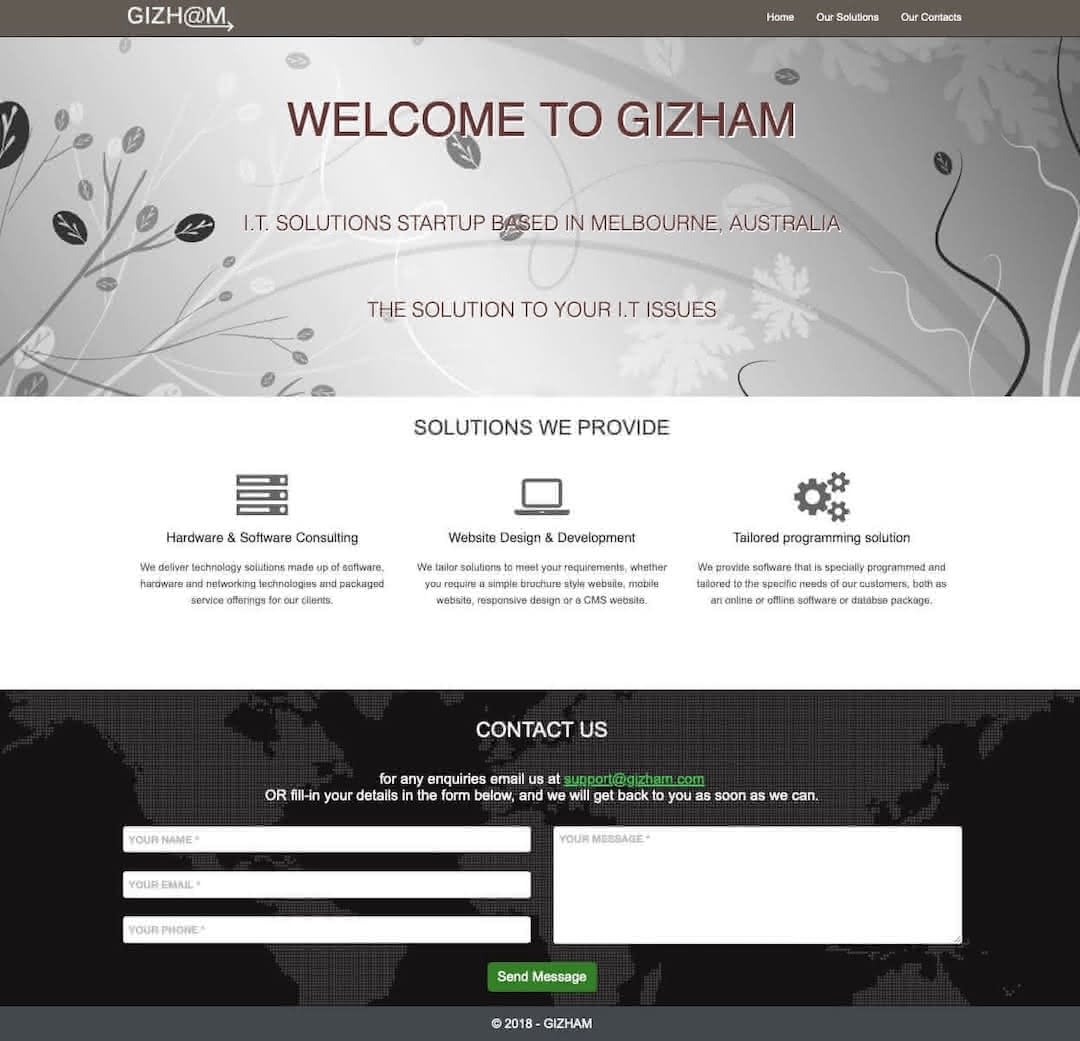 GIZH@M
Home
Our Solutions
Our Contacts
WELCOME TO GIZHAM
I.T. SOLUTIONS STARTUP BASED IN MELBOURNE, AUSTRALIA
THE SOLUTION TO YOUR I.T ISSUES
SOLUTIONS WE PROVIDE
Hardware & Software Consulting
We deliver technology solutions made up of software,
hardware and networking technologies and packaged
service offerings for our clients.
Website Design & Development
We tailor solutions to meet your requirements, whether
you require a simple brochure style website, mobile
website, responsive design or a CMS website.
Tailored programming solution
We provide software that is specially programmed and
tailored to the specific needs of our customers, both as
an online or offline software or databse package.
CONTACT US
for any enquiries email us at support@gizham.com
OR fill-in your details in the form below, and we will get back to you as soon as we can.
YOUR NAME *
YOUR EMAIL *
YOUR PHONE *
YOUR MESSAGE *
Send Message
© 2018 - GIZHAM